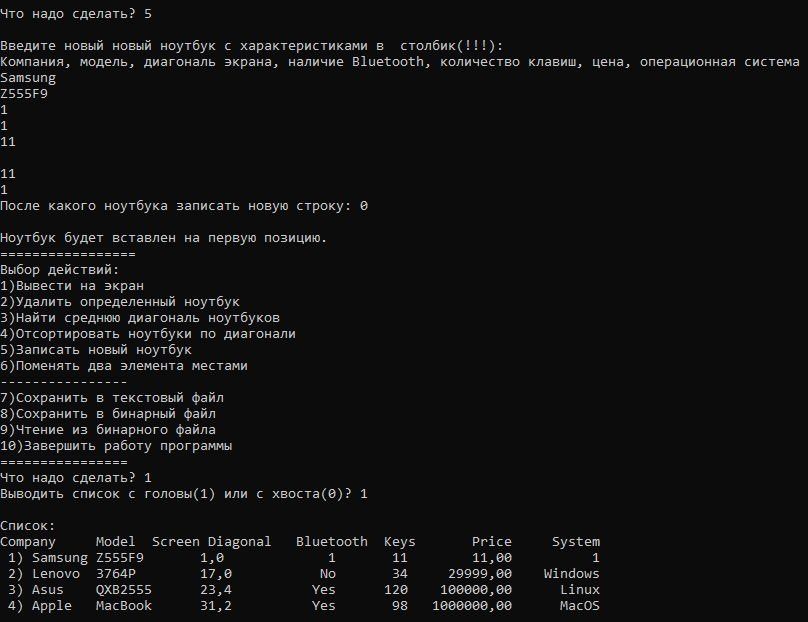 Что надо сделать? 5
Введите новый новый ноутбук с характеристиками в  столбик(!!!):
Компания, модель, диагональ экрана, наличие Bluetooth, количество клавиш, цена, операционная система
Samsung
Z555F9
1
1
11
11
1
После какого ноутбука записать новую строку: 0
Ноутбук будет вставлен на первую позицию.
=================
Выбор действий:
1)Вывести на экран
2)Удалить определенный ноутбук
3)Найти среднюю диагональ ноутбуков
4)Отсортировать ноутбуки по диагонали
5)Записать новый ноутбук
6)Поменять два элемента местами
----------------
7)Сохранить в текстовый файл
8)Сохранить в бинарный файл
9)Чтение из бинарного файла
10)Завершить работу программы
================
Что надо сделать? 1
Выводить список с головы(1) или с хвоста(0)? 1
Список:
Company     Model  Screen Diagonal   Bluetooth  Keys       Price     System
 1) Samsung Z555F9       1,0             1       11        11,00          1
 2) Lenovo  3764P        17,0           No       34     29999,00    Windows
 3) Asus    QXB2555      23,4          Yes      120    100000,00      Linux
 4) Apple   MacBook      31,2          Yes       98   1000000,00      MacOS